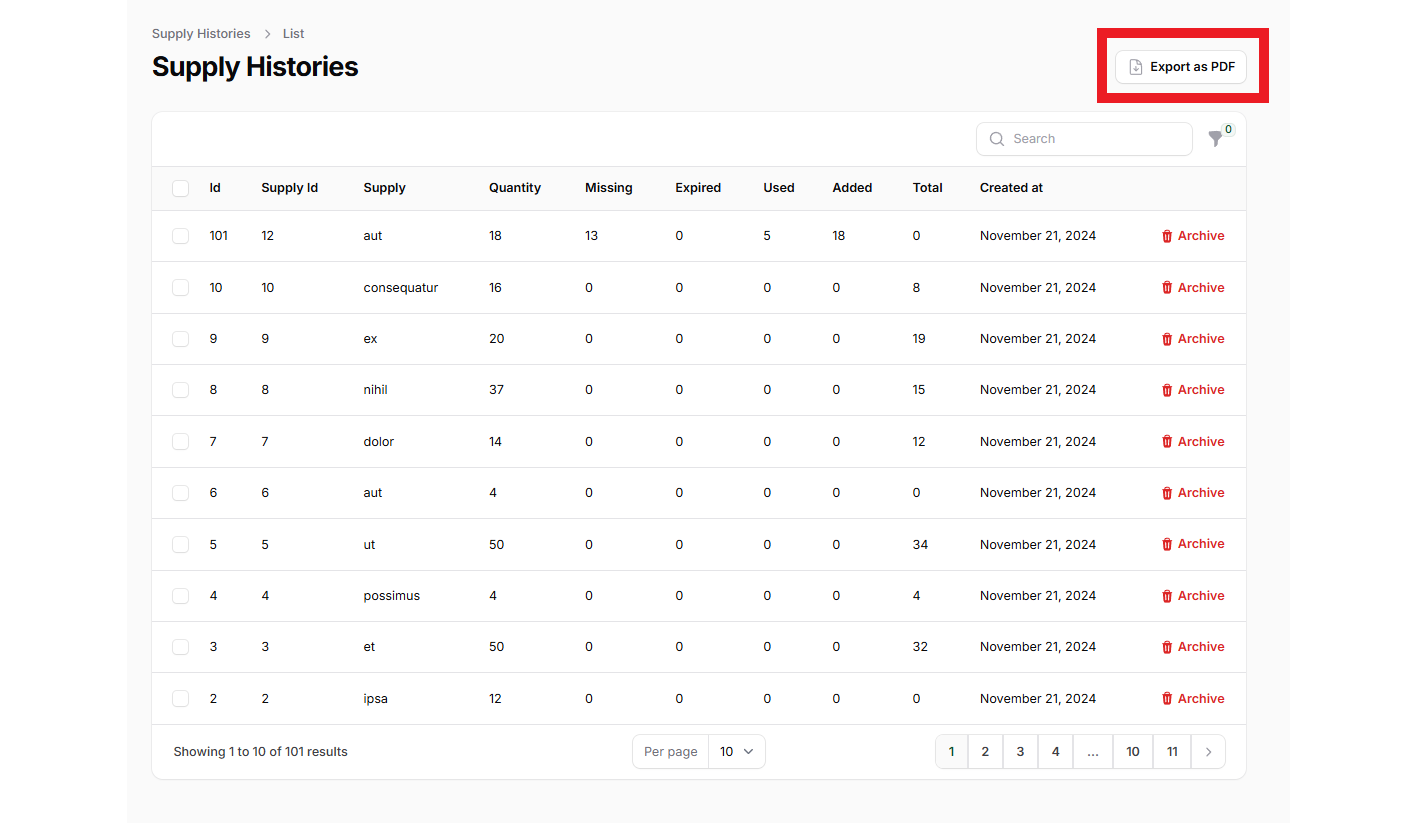 Supply Histories > List
Supply Histories
Export as PDF
Search
0
Id Supply Id Supply Quantity Missing Expired Used Added Total Created at
101 12 aut 18 13 0 5 18 0 November 21, 2024 Archive
10 10 consequatur 16 0 0 0 0 8 November 21, 2024 Archive
9 9 ex 20 0 0 0 0 19 November 21, 2024 Archive
8 8 nihil 37 0 0 0 0 15 November 21, 2024 Archive
7 7 dolor 14 0 0 0 0 12 November 21, 2024 Archive
6 6 aut 4 0 0 0 0 0 November 21, 2024 Archive
5 5 ut 50 0 0 0 0 34 November 21, 2024 Archive
4 4 possimus 4 0 0 0 0 4 November 21, 2024 Archive
3 3 et 50 0 0 0 0 32 November 21, 2024 Archive
2 2 ipsa 12 0 0 0 0 0 November 21, 2024 Archive
Showing 1 to 10 of 101 results Per page 10 1 2 3 4 ... 10 11 >